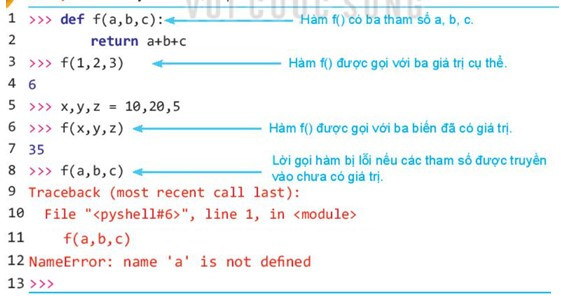 VỚI CUỘC SỐNG
1 >>> def f(a,b,c): Hàm f() có ba tham số a, b, c.
2 return a+b+c
3 >>> f(1,2,3) Hàm f() được gọi với ba giá trị cụ thể.
4 6
5 >>> x,y,z = 10,20,5
6 >>> f(x,y,z) Hàm f() được gọi với ba biến đã có giá trị.
7 35
Lời gọi hàm bị lỗi nếu các tham số được truyền
8 >>> f(a,b,c) vào chưa có giá trị.
9 Traceback (most recent call last):
10 File "<pyshell#6>", line 1, in <module>
11 f(a,b,c)
12 NameError: name 'a' is not defined
13 >>>